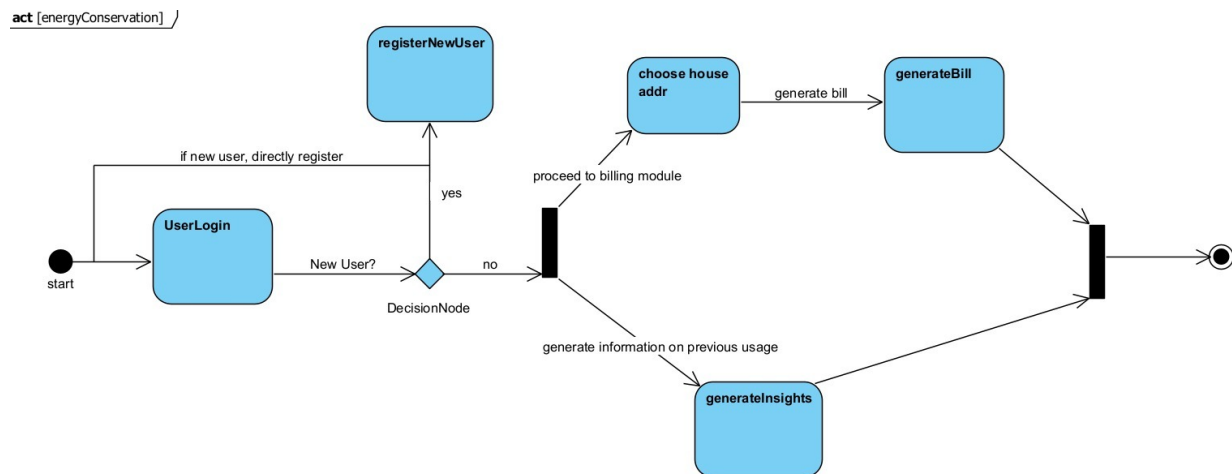 act [energyConservation]
registerNewUser
choose house
addr
generate bill
generateBill
if new user, directly register
yes
proceed to billing module
UserLogin
New User?
no
start
DecisionNode
generate information on previous usage
generateInsights